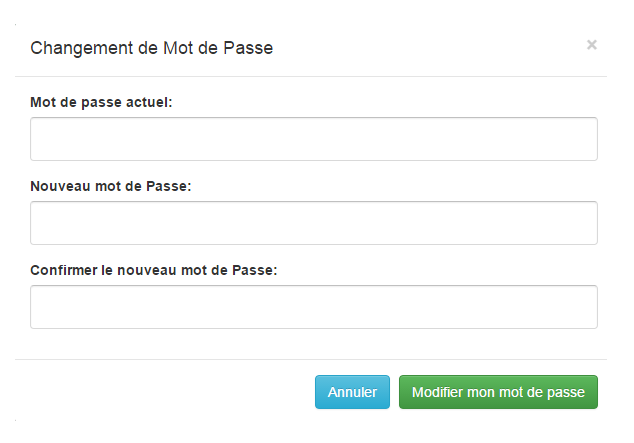 Changement de Mot de Passe
×
Mot de passe actuel:
Nouveau mot de Passe:
Confirmer le nouveau mot de Passe:
Annuler
Modifier mon mot de passe